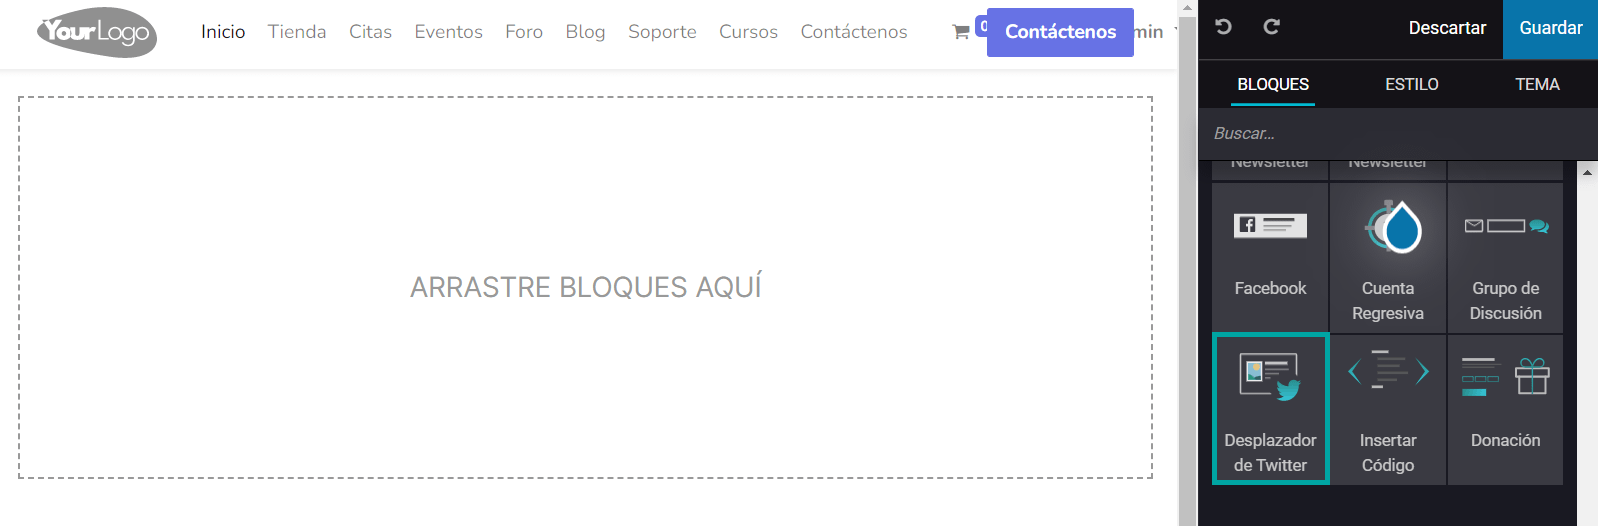 YourLogo
Inicio Tienda Citas Eventos Foro Blog Soporte Cursos Contáctenos 0 Contáctenos min
Descartar Guardar
BLOQUES ESTILO TEMA
Buscar...
Newsletter Newsletter
ARRASTRE BLOQUES AQUÍ
Facebook
Cuenta
Regresiva
Grupo de
Discusión
Desplazador
de Twitter
Insertar
Código
Donación